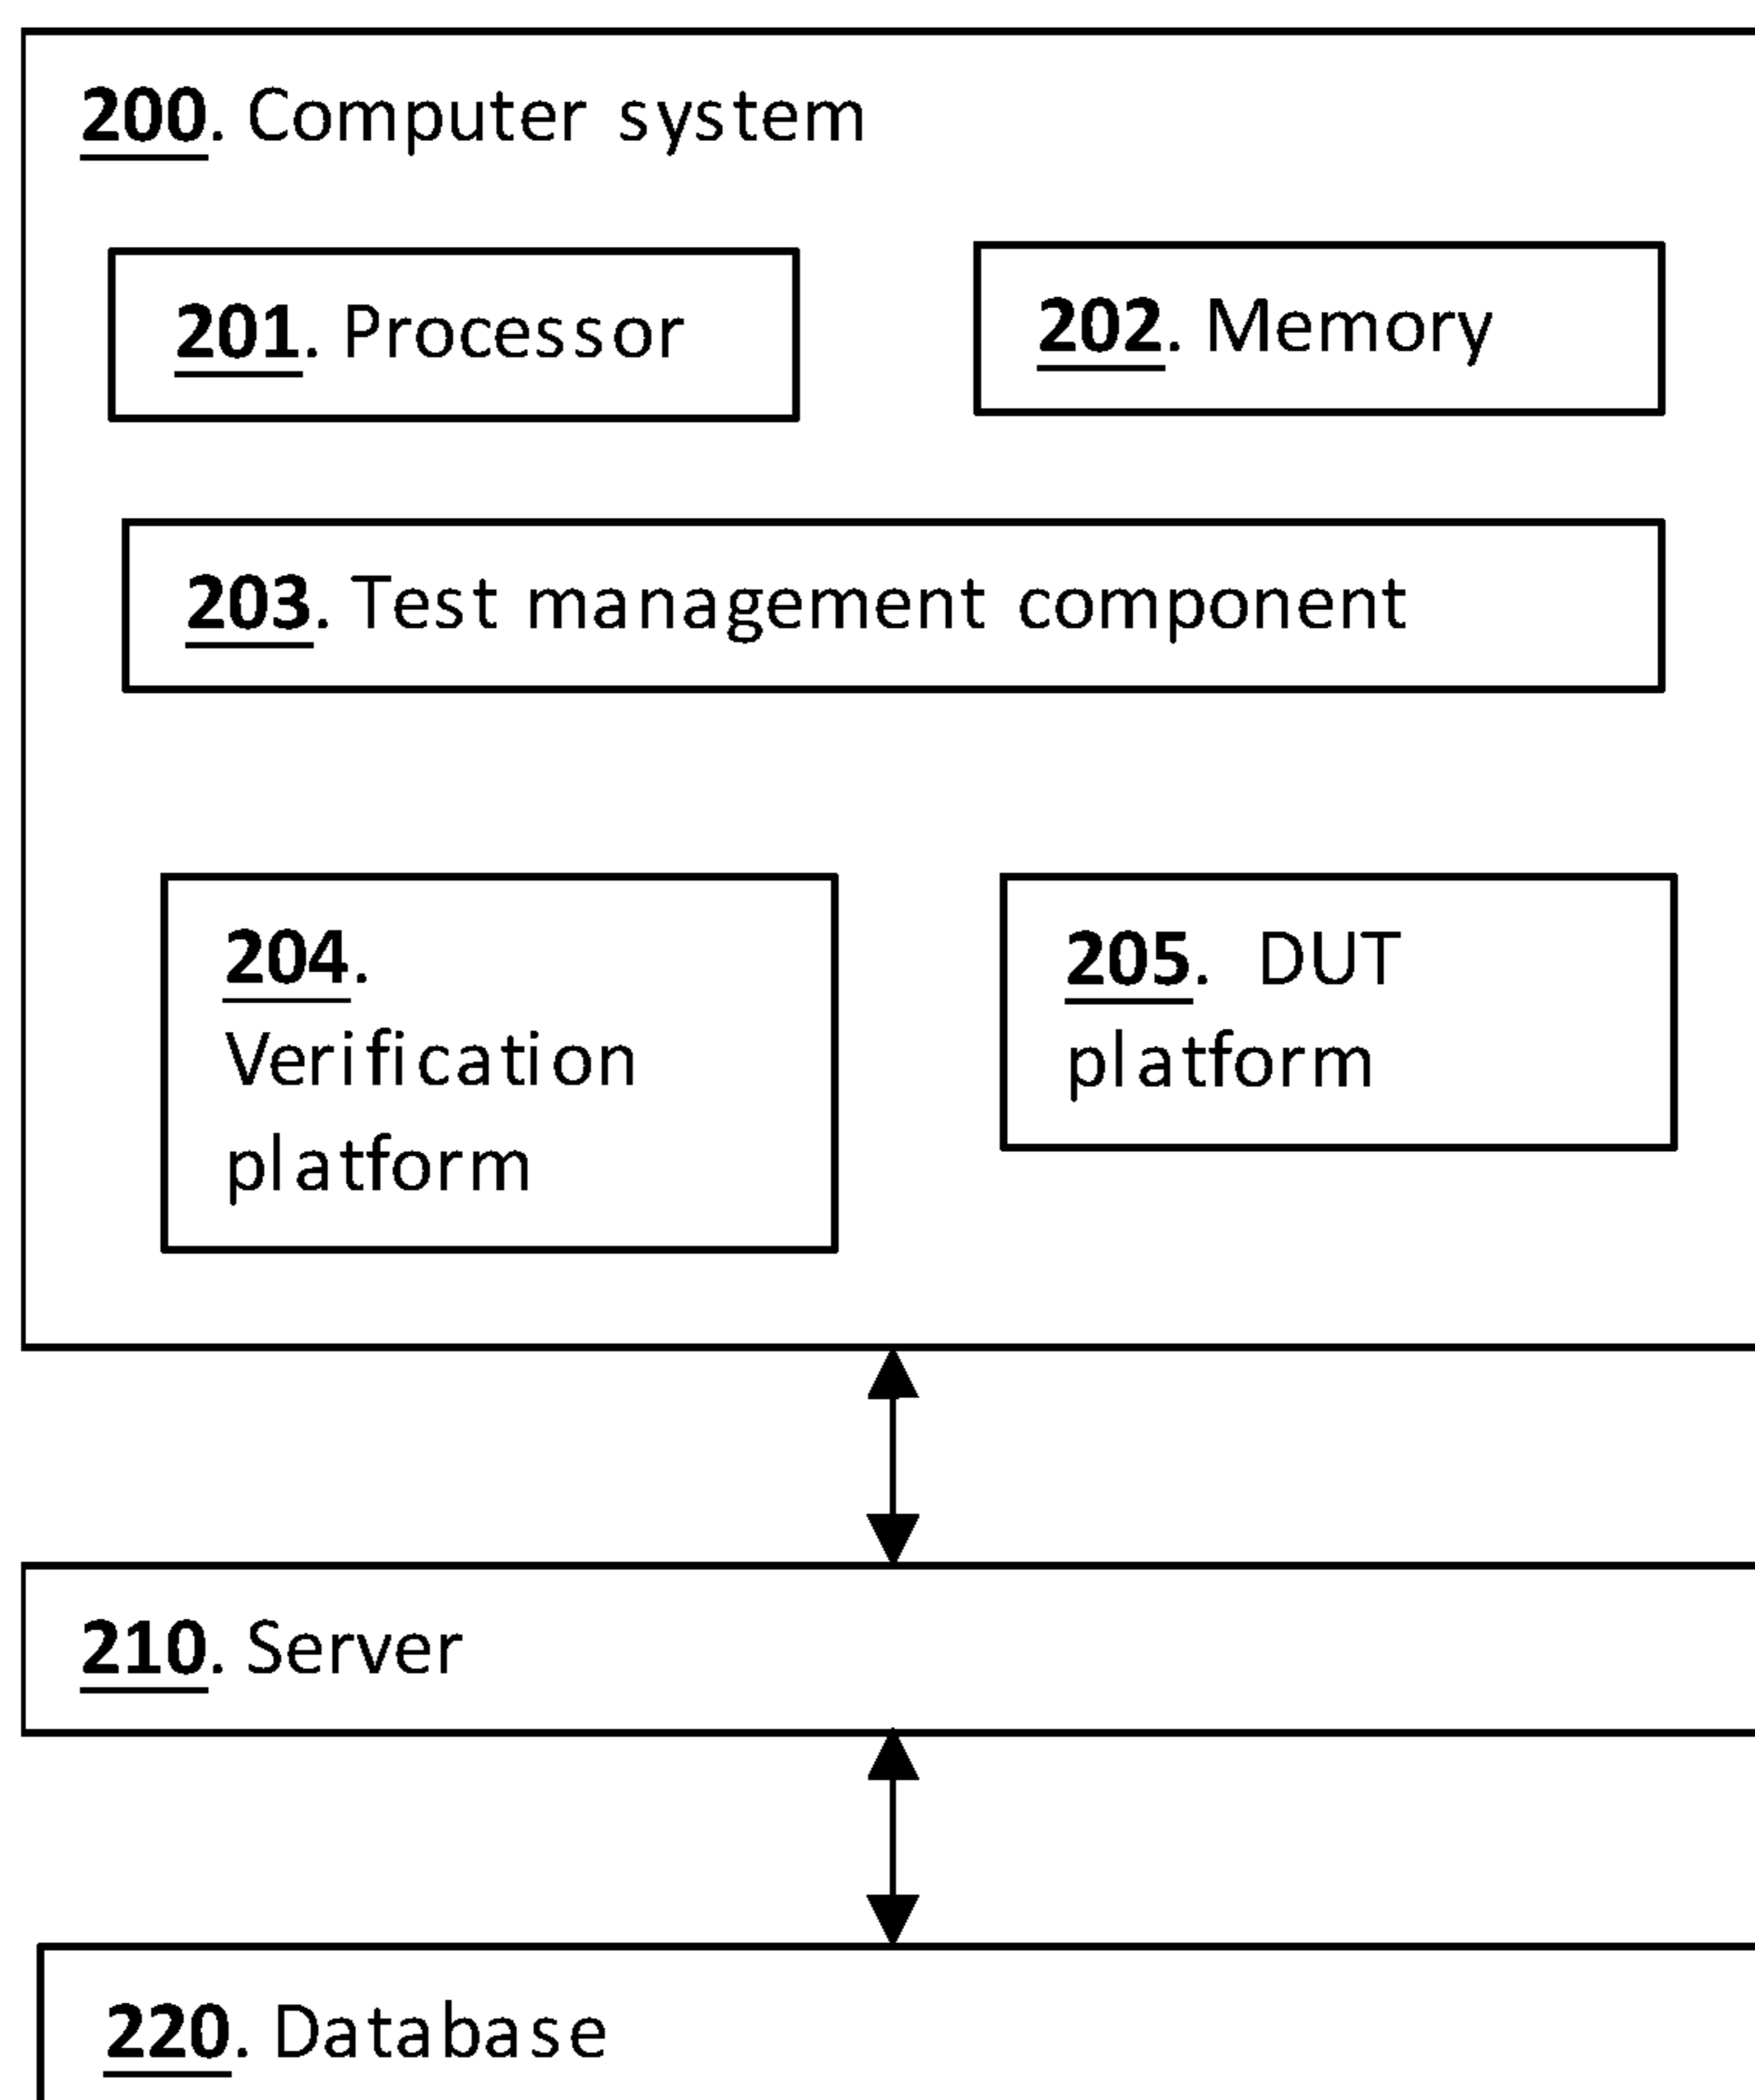 200. Computer system
201. Processor
202. Memory
203. Test management component
204.
Verification
platform
205. DUT
platform
210. Server
220. Database